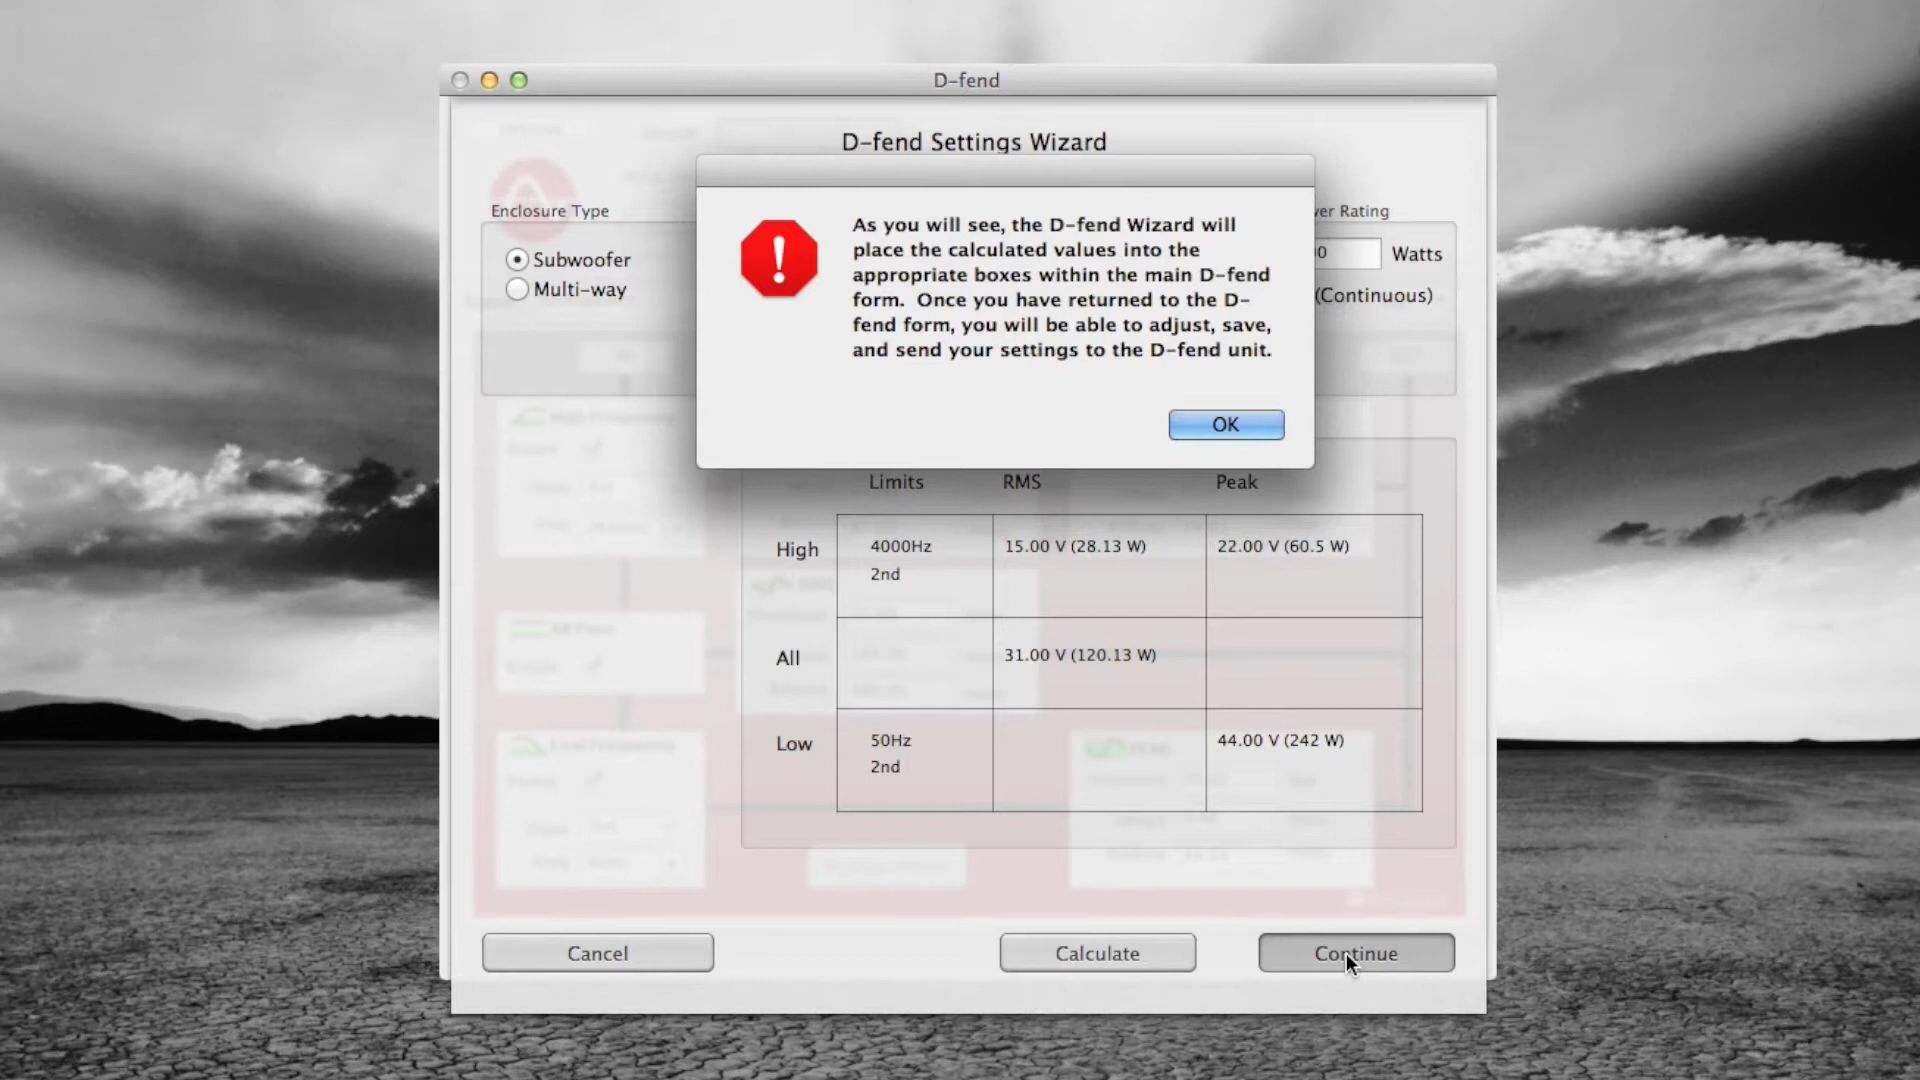 D-fend
D-fend Settings Wizard
As you will see, the D-fend Wizard will
place the calculated values into the
appropriate boxes within the main D-fend
form. Once you have returned to the D-
fend form, you will be able to adjust, save,
and send your settings to the D-fend unit.
OK
Enclosure Type
Subwoofer
Multi-way
Rating
Watts
(Continuous)
Limits RMS Peak
High 4000Hz 15.00 V (28.13 W) 22.00 V (60.5 W)
2nd
All 31.00 V (120.13 W)
Low 50Hz 44.00 V (242 W)
2nd
Cancel Calculate Continue